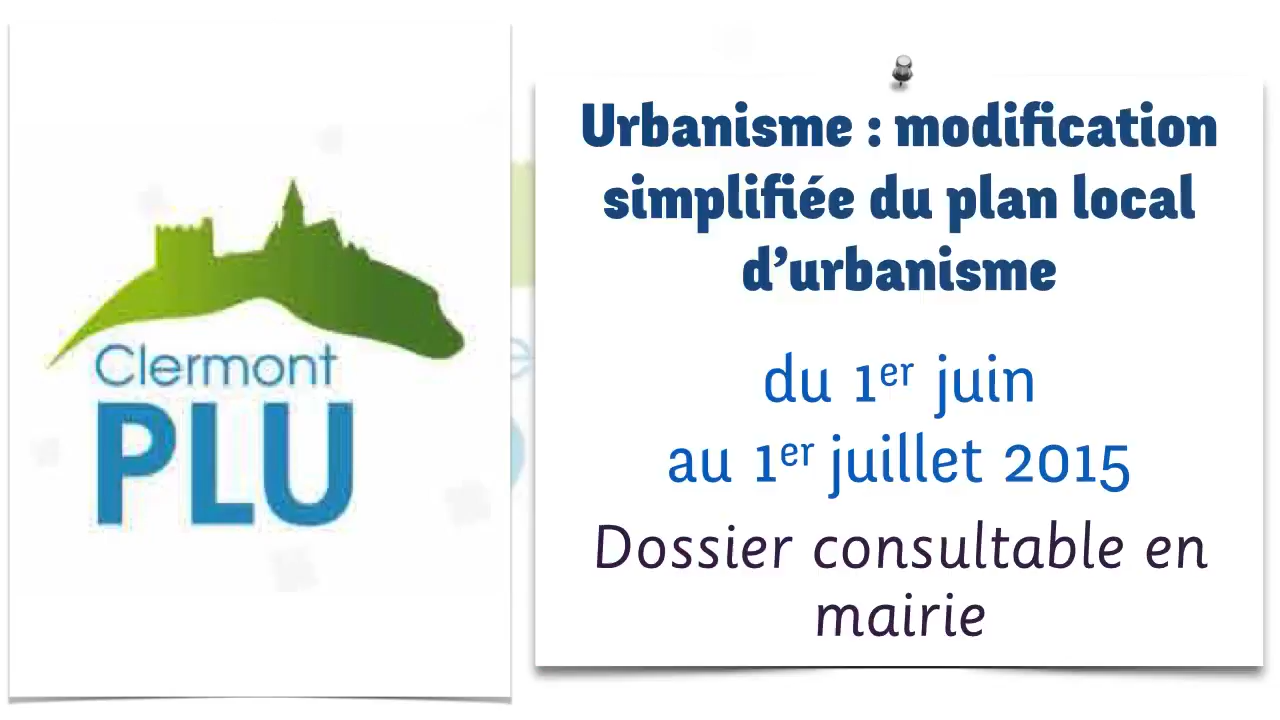 Clermont
PLU
Urbanisme : modification
simplifiée du plan local
d’urbanisme
du 1er juin
au 1er juillet 2015
Dossier consultable en
mairie